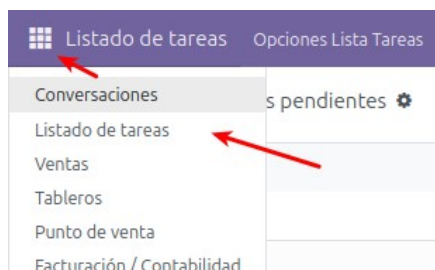 Listado de tareas Opciones Lista Tareas
Conversaciones
s pendientes
Listado de tareas
Ventas
Tableros
Punto de venta
Facturación / Contabilidad